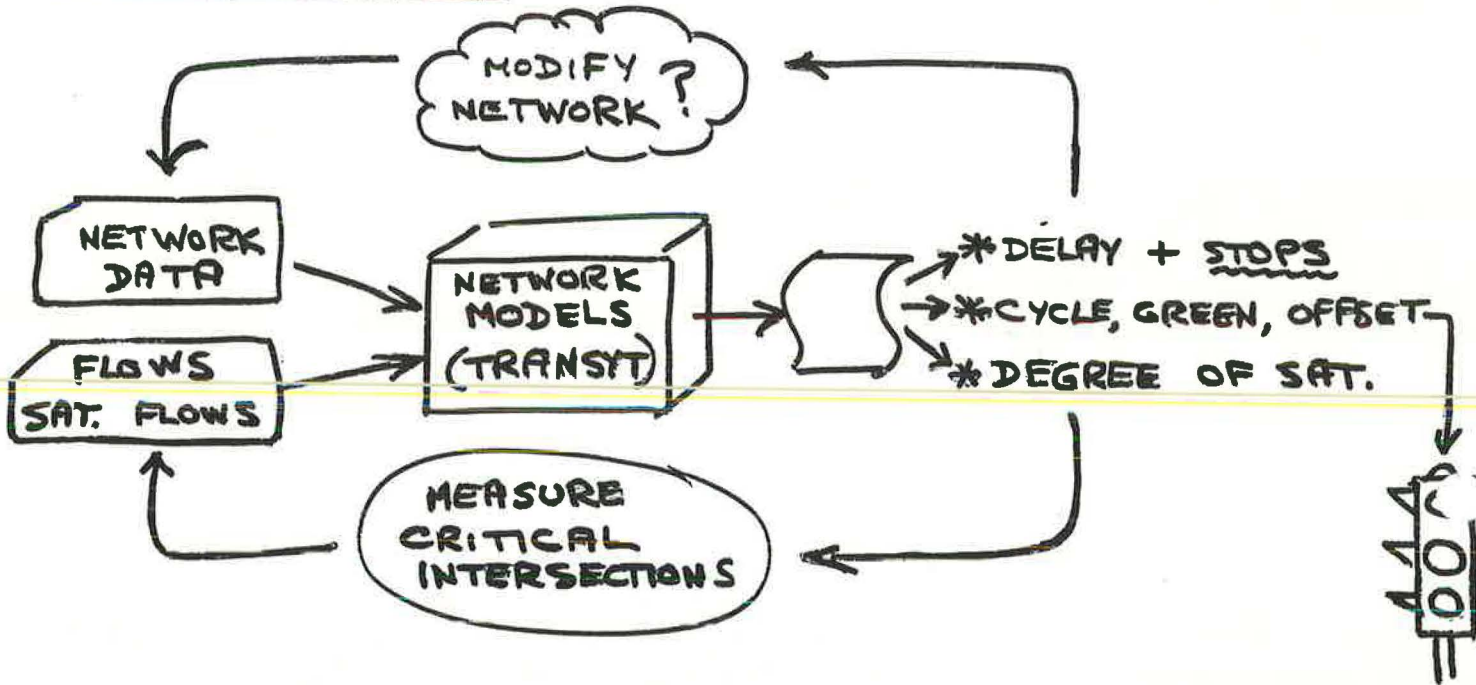 MODIFY
NETWORK ?
NETWORK
DATA
FLOWS
SAT. FLOWS
NETWORK
MODELS
(TRANSYT)
* DELAY + STOPS
* CYCLE, GREEN, OFFSET
* DEGREE OF SAT.
MEASURE
CRITICAL
INTERSECTIONS